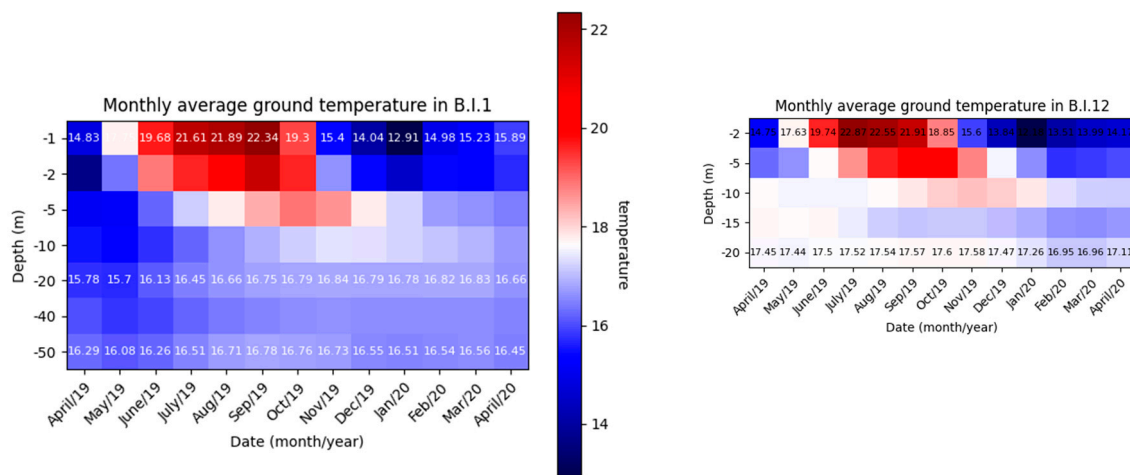 Monthly average ground temperature in B.I.1
-1 14.83 19.68 21.61 21.89 22.34 19.3 15.4 14.04 12.91 14.98 15.23 15.89
-2
-5
-10
-20 15.78 15.7 16.13 16.45 16.66 16.75 16.79 16.84 16.79 16.78 16.82 16.83 16.66
-40
-50 16.29 16.08 16.26 16.51 16.71 16.78 16.76 16.73 16.55 16.51 16.54 16.56 16.45
Depth (m)
April/19 May/19 June/19 July/19 Aug/19 Sep/19 Oct/19 Nov/19 Dec/19 Jan/20 Feb/20 Mar/20 April/20
Date (month/year)
22
20
18
16
14
temperature
Monthly average ground temperature in B.I.12
-2 14.75 17.63 19.74 22.87 22.55 21.91 18.85 15.6 13.84 13.51 13.99
-5
-10
-15
-20 17.45 17.44 17.5 17.52 17.54 17.57 17.6 17.58 17.47 17.26 16.95 16.96 17.11
Depth (m)
April/19 May/19 June/19 July/19 Aug/19 Sep/19 Oct/19 Nov/19 Dec/19 Jan/20 Feb/20 Mar/20 April/20
Date (month/year)